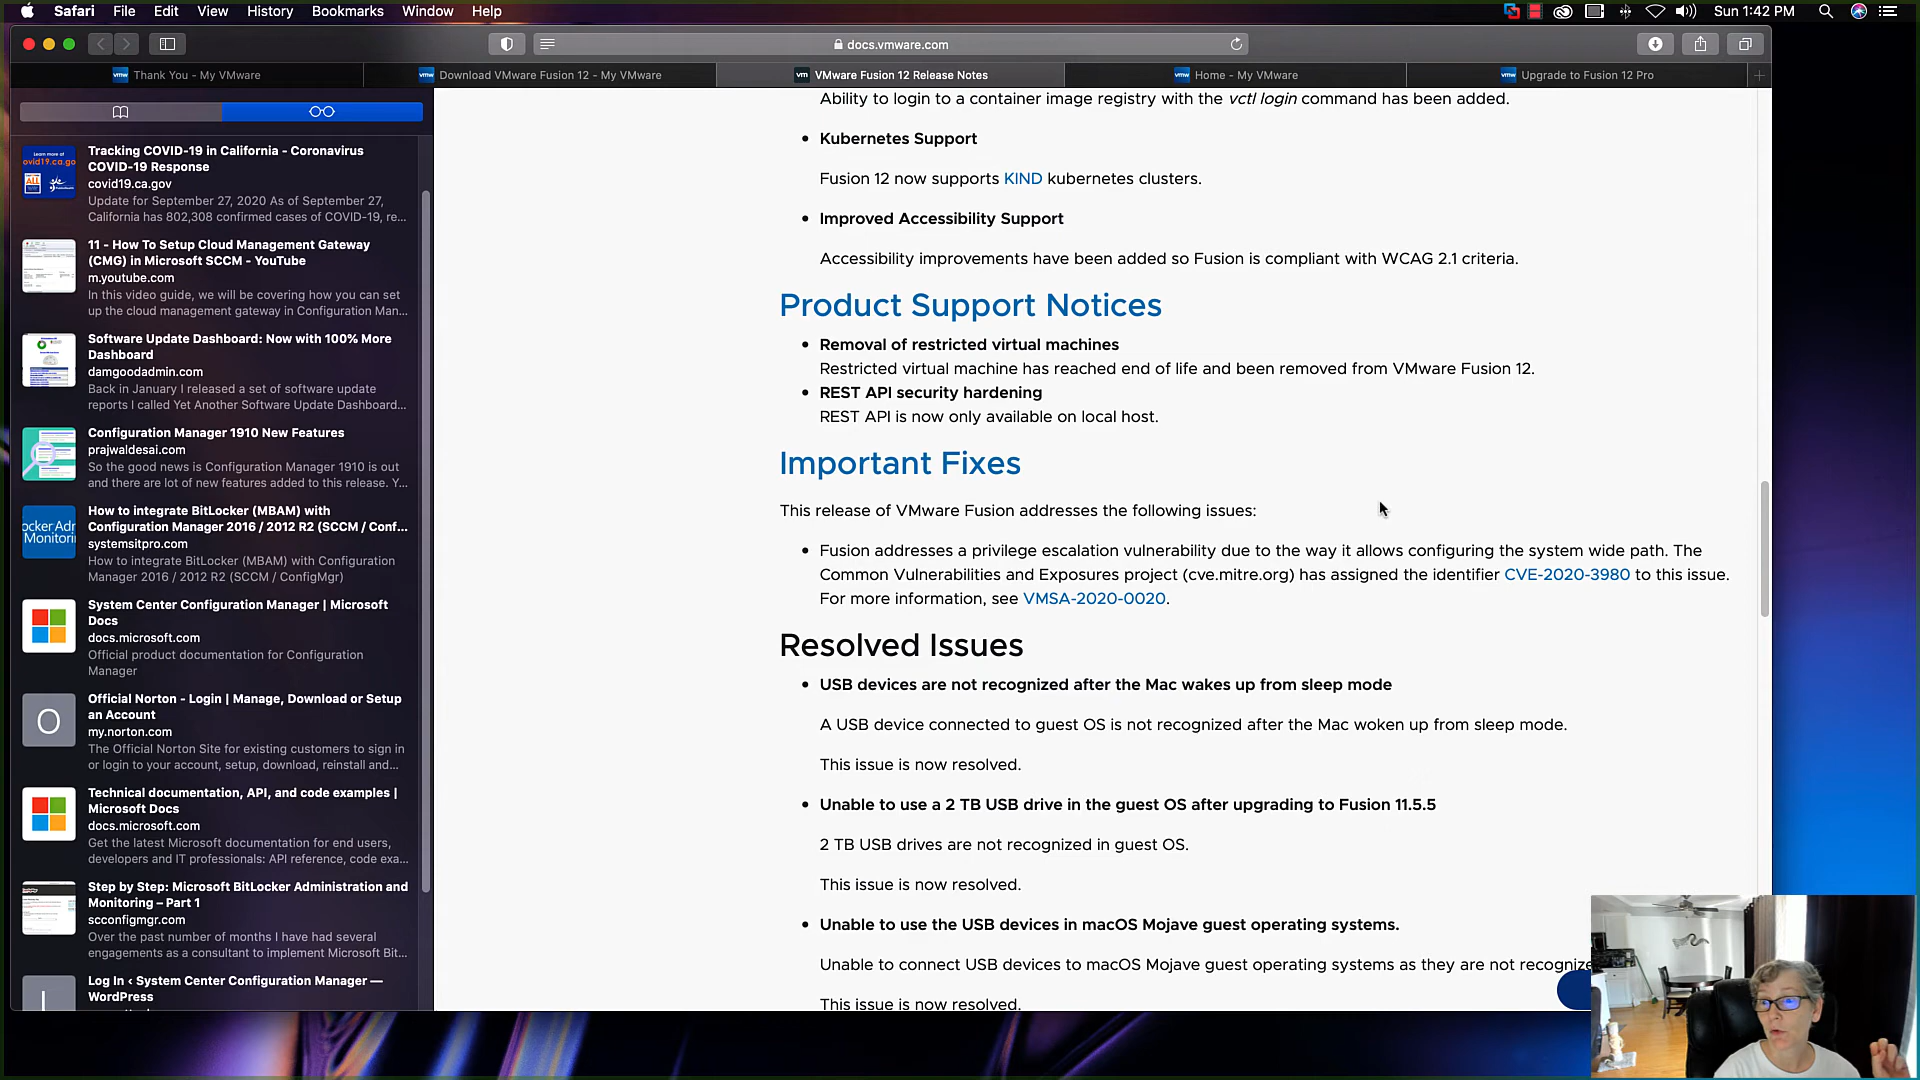 Safari File Edit View History Bookmarks Window Help
Sun 1:42 PM
docs.vmware.com
vmw Thank You - My VMware
vmw Download VMware Fusion 12 - My VMware
vm VMware Fusion 12 Release Notes
vmw Home - My VMware
vmw Upgrade to Fusion 12 Pro
Tracking COVID-19 in California - Coronavirus
COVID-19 Response
covid19.ca.gov
Update for September 27, 2020 As of September 27,
California has 802,308 confirmed cases of COVID-19, re...
11 - How To Setup Cloud Management Gateway
(CMG) in Microsoft SCCM - YouTube
m.youtube.com
In this video guide, we will be covering how you can set
up the cloud management gateway in Configuration Man...
Software Update Dashboard: Now with 100% More
Dashboard
damgoodadmin.com
Back in January I released a set of software update
reports I called Yet Another Software Update Dashboard...
Configuration Manager 1910 New Features
prajwaldesai.com
So the good news is Configuration Manager 1910 is out
and there are lot of new features added to this release. Y...
How to integrate BitLocker (MBAM) with
Configuration Manager 2016 / 2012 R2 (SCCM / Conf...
systemsitpro.com
How to integrate BitLocker (MBAM) with Configuration
Manager 2016 / 2012 R2 (SCCM / ConfigMgr)
System Center Configuration Manager | Microsoft
Docs
docs.microsoft.com
Official product documentation for Configuration
Manager
O
Official Norton - Login | Manage, Download or Setup
an Account
my.norton.com
The Official Norton Site for existing customers to sign in
or login to your account, setup, download, reinstall and...
Technical documentation, API, and code examples |
Microsoft Docs
docs.microsoft.com
Get the latest Microsoft documentation for end users,
developers and IT professionals: API reference, code exa...
Step by Step: Microsoft BitLocker Administration and
Monitoring – Part 1
scconfigmgr.com
Over the past number of months I have had several
engagements as a consultant to implement Microsoft Bit...
Log In ‹ System Center Configuration Manager —
WordPress
Ability to login to a container image registry with the vctl login command has been added.
• Kubernetes Support
Fusion 12 now supports KIND kubernetes clusters.
• Improved Accessibility Support
Accessibility improvements have been added so Fusion is compliant with WCAG 2.1 criteria.
Product Support Notices
• Removal of restricted virtual machines
Restricted virtual machine has reached end of life and been removed from VMware Fusion 12.
• REST API security hardening
REST API is now only available on local host.
Important Fixes
This release of VMware Fusion addresses the following issues:
• Fusion addresses a privilege escalation vulnerability due to the way it allows configuring the system wide path. The
Common Vulnerabilities and Exposures project (cve.mitre.org) has assigned the identifier CVE-2020-3980 to this issue.
For more information, see VMSA-2020-0020.
Resolved Issues
• USB devices are not recognized after the Mac wakes up from sleep mode
A USB device connected to guest OS is not recognized after the Mac woken up from sleep mode.
This issue is now resolved.
• Unable to use a 2 TB USB drive in the guest OS after upgrading to Fusion 11.5.5
2 TB USB drives are not recognized in guest OS.
This issue is now resolved.
• Unable to use the USB devices in macOS Mojave guest operating systems.
Unable to connect USB devices to macOS Mojave guest operating systems as they are not recognize
This issue is now resolved.